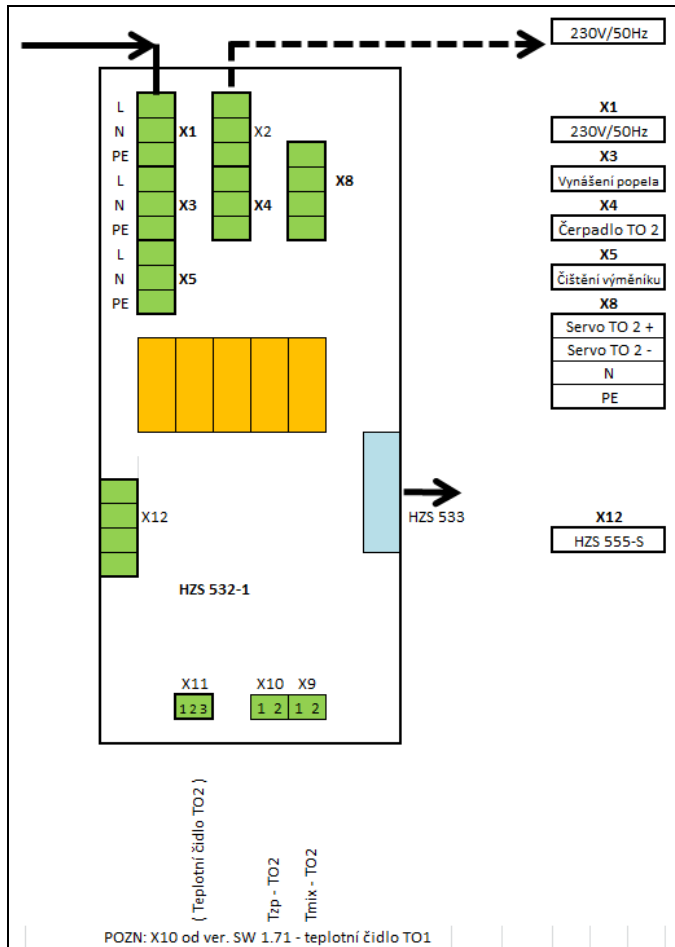 230V/50Hz
L
N X1 X2
PE
L X8
N X3 X4
PE
L
N X5
PE
X1
230V/50Hz
X3
Vynášení popela
X4
Čerpadlo TO 2
X5
Čištění výměníku
X8
Servo TO 2 +
Servo TO 2 -
N
PE
X12
HZS 533
X12
HZS 555-S
HZS 532-1
X11 X10 X9
1 2 3 1 2 1 2
( Teplotní čidlo TO2 )
Tzp - TO2
Tmix - TO2
POZN: X10 od ver. SW 1.71 - teplotní čidlo TO1